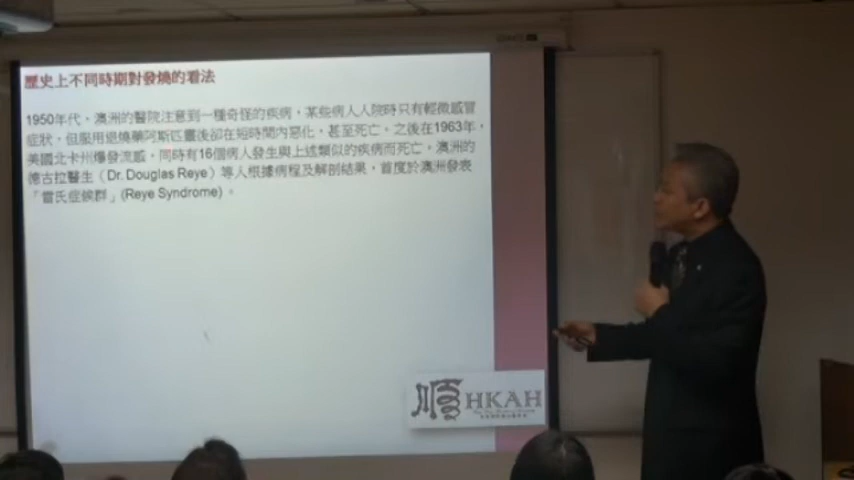 歷史上不同時期對發燒的看法
1950年代，澳洲的醫院注意到一種奇怪的疾病，某些病人入院時只有輕微感冒
症狀，但服用退燒藥阿斯匹靈後卻在短時間內惡化，甚至死亡。之後在1963年，
美國北卡州爆發流感，同時有16個病人發生與上述類似的疾病而死亡。澳洲的
德古拉醫生（Dr. Douglas Reye）等人根據病程及解剖結果，首度於澳洲發表
「雷氏症候群」(Reye Syndrome) 。
順 HKAH